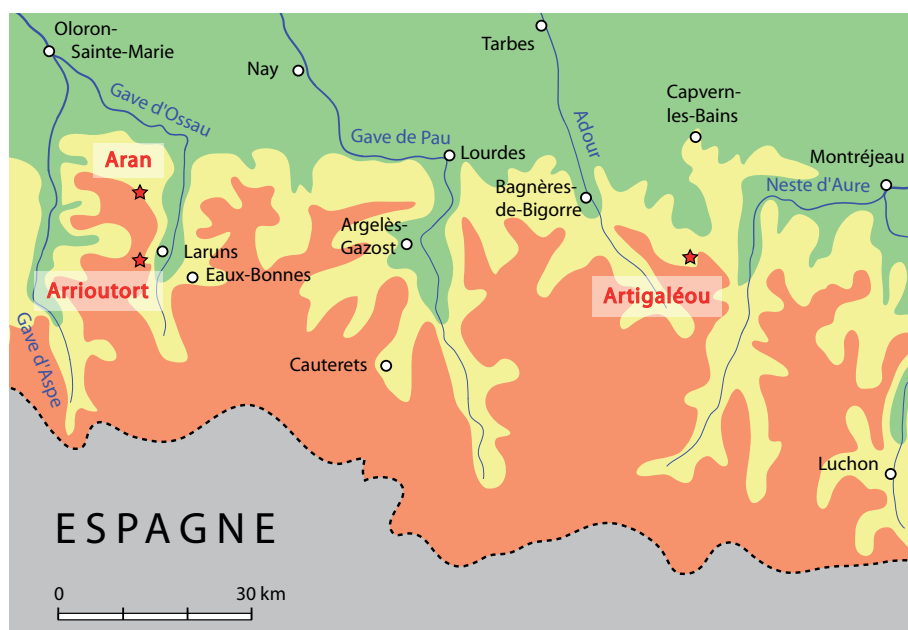 Oloron-
Sainte-Marie
Tarbes
Nay
Gave d'Ossau
Capvern-
les-Bains
Adour
Gave de Pau
Lourdes
Aran
Montréjeau
Neste d'Aure
Bagnères-
de-Bigorre
Argelès-
Gazost
Laruns
Eaux-Bonnes
Arrioutort
Artigaléou
Gave d'Aspe
Cauterets
Luchon
ESPAGNE
0 30 km